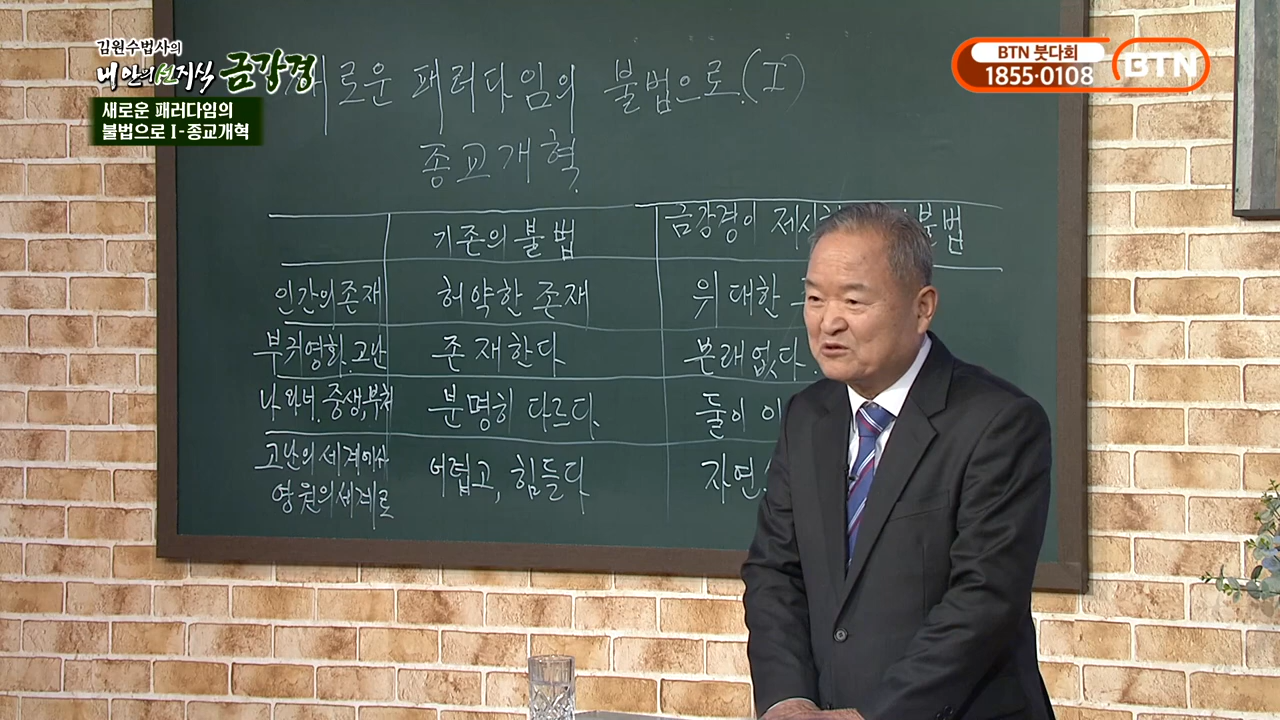 김원수법사의
내 안의 선지식 금강경
새로운 패러다임의
불법으로 I-종교개혁
BTN 붓다회
1855·0108
BTN
로운 패러다임의 불법으로.(I)
종교개혁
기존의 불법 금강경이 불법
인간의 존재 허약한 존재 위대한
부귀영화. 고난 존재한다 본래 없다.
나와 너. 중생,부처 분명히 다르다. 둘이
고난의 세계에서
영원의 세계로 어렵고, 힘들다